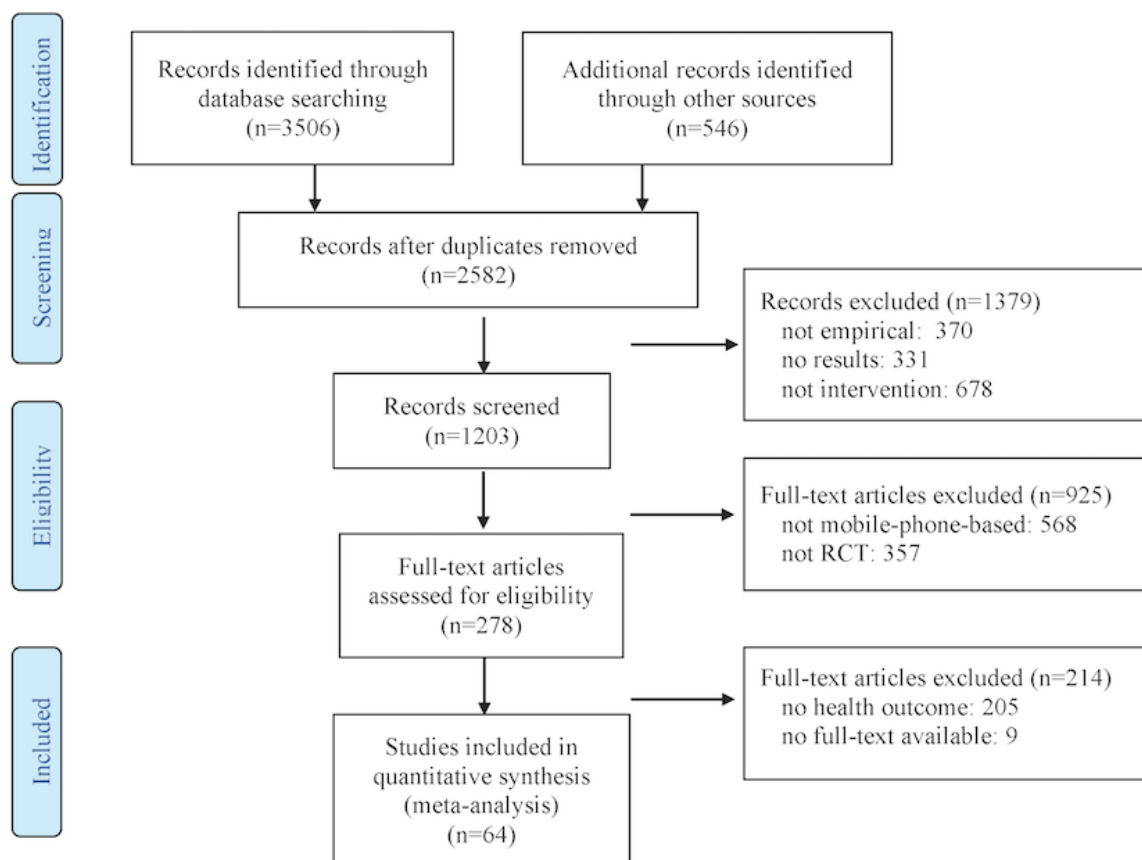 Identification
Records identified through
database searching
(n=3506)
Additional records identified
through other sources
(n=546)
Screening
Records after duplicates removed
(n=2582)
Records excluded (n=1379)
not empirical: 370
no results: 331
not intervention: 678
Records screened
(n=1203)
Eligibility
Full-text articles excluded (n=925)
not mobile-phone-based: 568
not RCT: 357
Full-text articles
assessed for eligibility
(n=278)
Included
Full-text articles excluded (n=214)
no health outcome: 205
no full-text available: 9
Studies included in
quantitative synthesis
(meta-analysis)
(n=64)